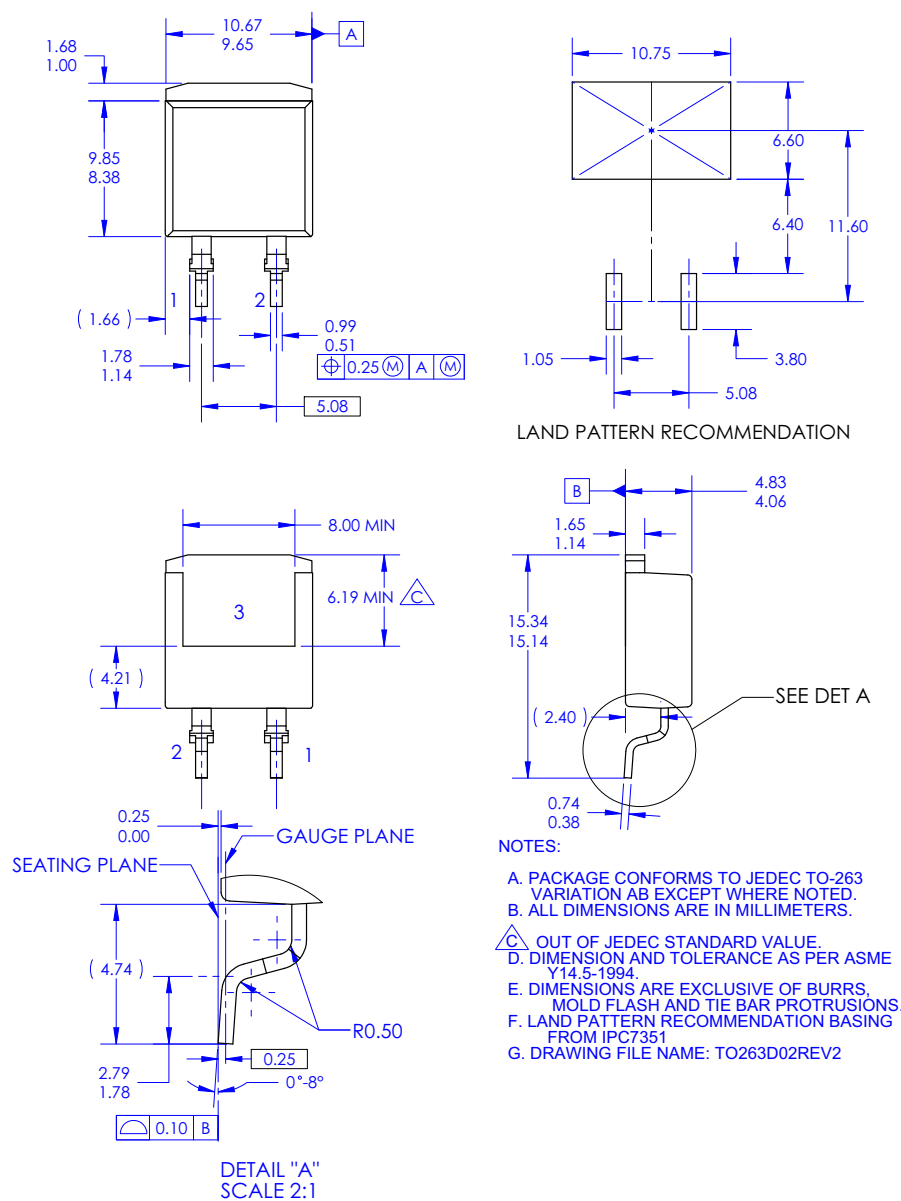 10.67
9.65
A
1.68
1.00
9.85
8.38
1
2
( 1.66 )
0.99
0.51
1.78
1.14
0.25 Ⓜ A Ⓜ
5.08
10.75
6.60
6.40
11.60
1.05
3.80
5.08
LAND PATTERN RECOMMENDATION
8.00 MIN
6.19 MIN C
3
( 4.21 )
2
1
B
4.83
4.06
1.65
1.14
15.34
15.14
SEE DET A
( 2.40 )
0.74
0.38
0.25
0.00
GAUGE PLANE
SEATING PLANE
( 4.74 )
R0.50
0.25
2.79
1.78
0°-8°
0.10 B
DETAIL "A"
SCALE 2:1
NOTES:
A. PACKAGE CONFORMS TO JEDEC TO-263
VARIATION AB EXCEPT WHERE NOTED.
B. ALL DIMENSIONS ARE IN MILLIMETERS.
C OUT OF JEDEC STANDARD VALUE.
D. DIMENSION AND TOLERANCE AS PER ASME
Y14.5-1994.
E. DIMENSIONS ARE EXCLUSIVE OF BURRS,
MOLD FLASH AND TIE BAR PROTRUSIONS.
F. LAND PATTERN RECOMMENDATION BASING
FROM IPC7351
G. DRAWING FILE NAME: TO263D02REV2